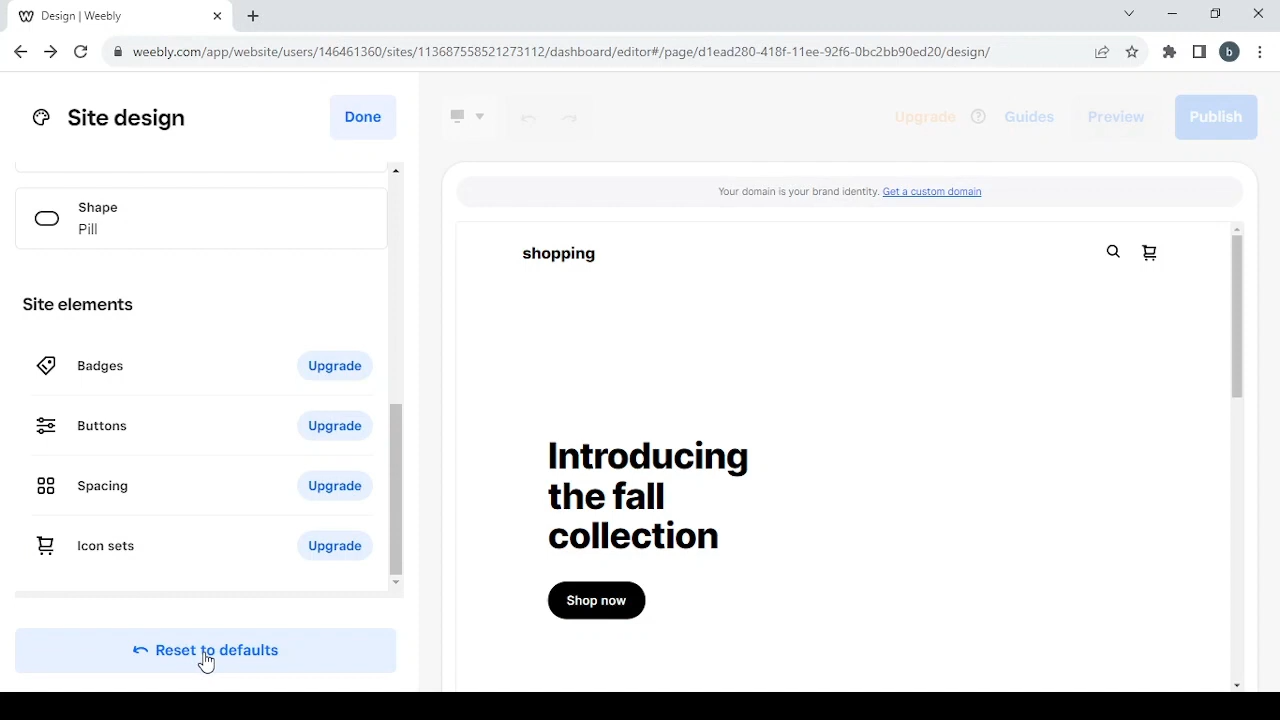 Design | Weebly
weebly.com/app/website/users/146461360/sites/113687558521273112/dashboard/editor#/page/d1ead280-418f-11ee-92f6-0bc2bb90ed20/design/
b
Site design
Done
Upgrade
Guides
Preview
Publish
Shape
Pill
Site elements
Badges
Upgrade
Buttons
Upgrade
Spacing
Upgrade
Icon sets
Upgrade
Reset to defaults
Your domain is your brand identity. Get a custom domain
shopping
Introducing
the fall
collection
Shop now